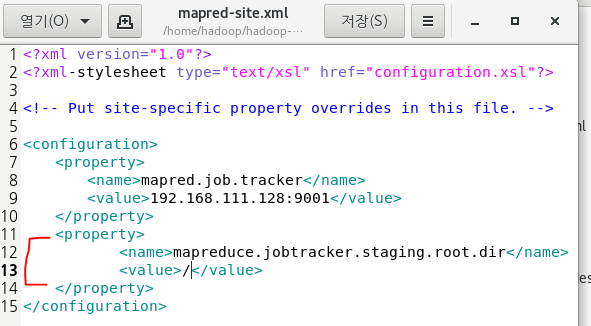 열기(O)
mapred-site.xml
/home/hadoop/hadoop-···
저장(S)
1 <?xml version="1.0"?>
2 <?xml-stylesheet type="text/xsl" href="configuration.xsl"?>
3
4 <!-- Put site-specific property overrides in this file. -->
5
6 <configuration>
7 <property>
8 <name>mapred.job.tracker</name>
9 <value>192.168.111.128:9001</value>
10 </property>
11 <property>
12 <name>mapreduce.jobtracker.staging.root.dir</name>
13 <value>/</value>
14 </property>
15 </configuration>